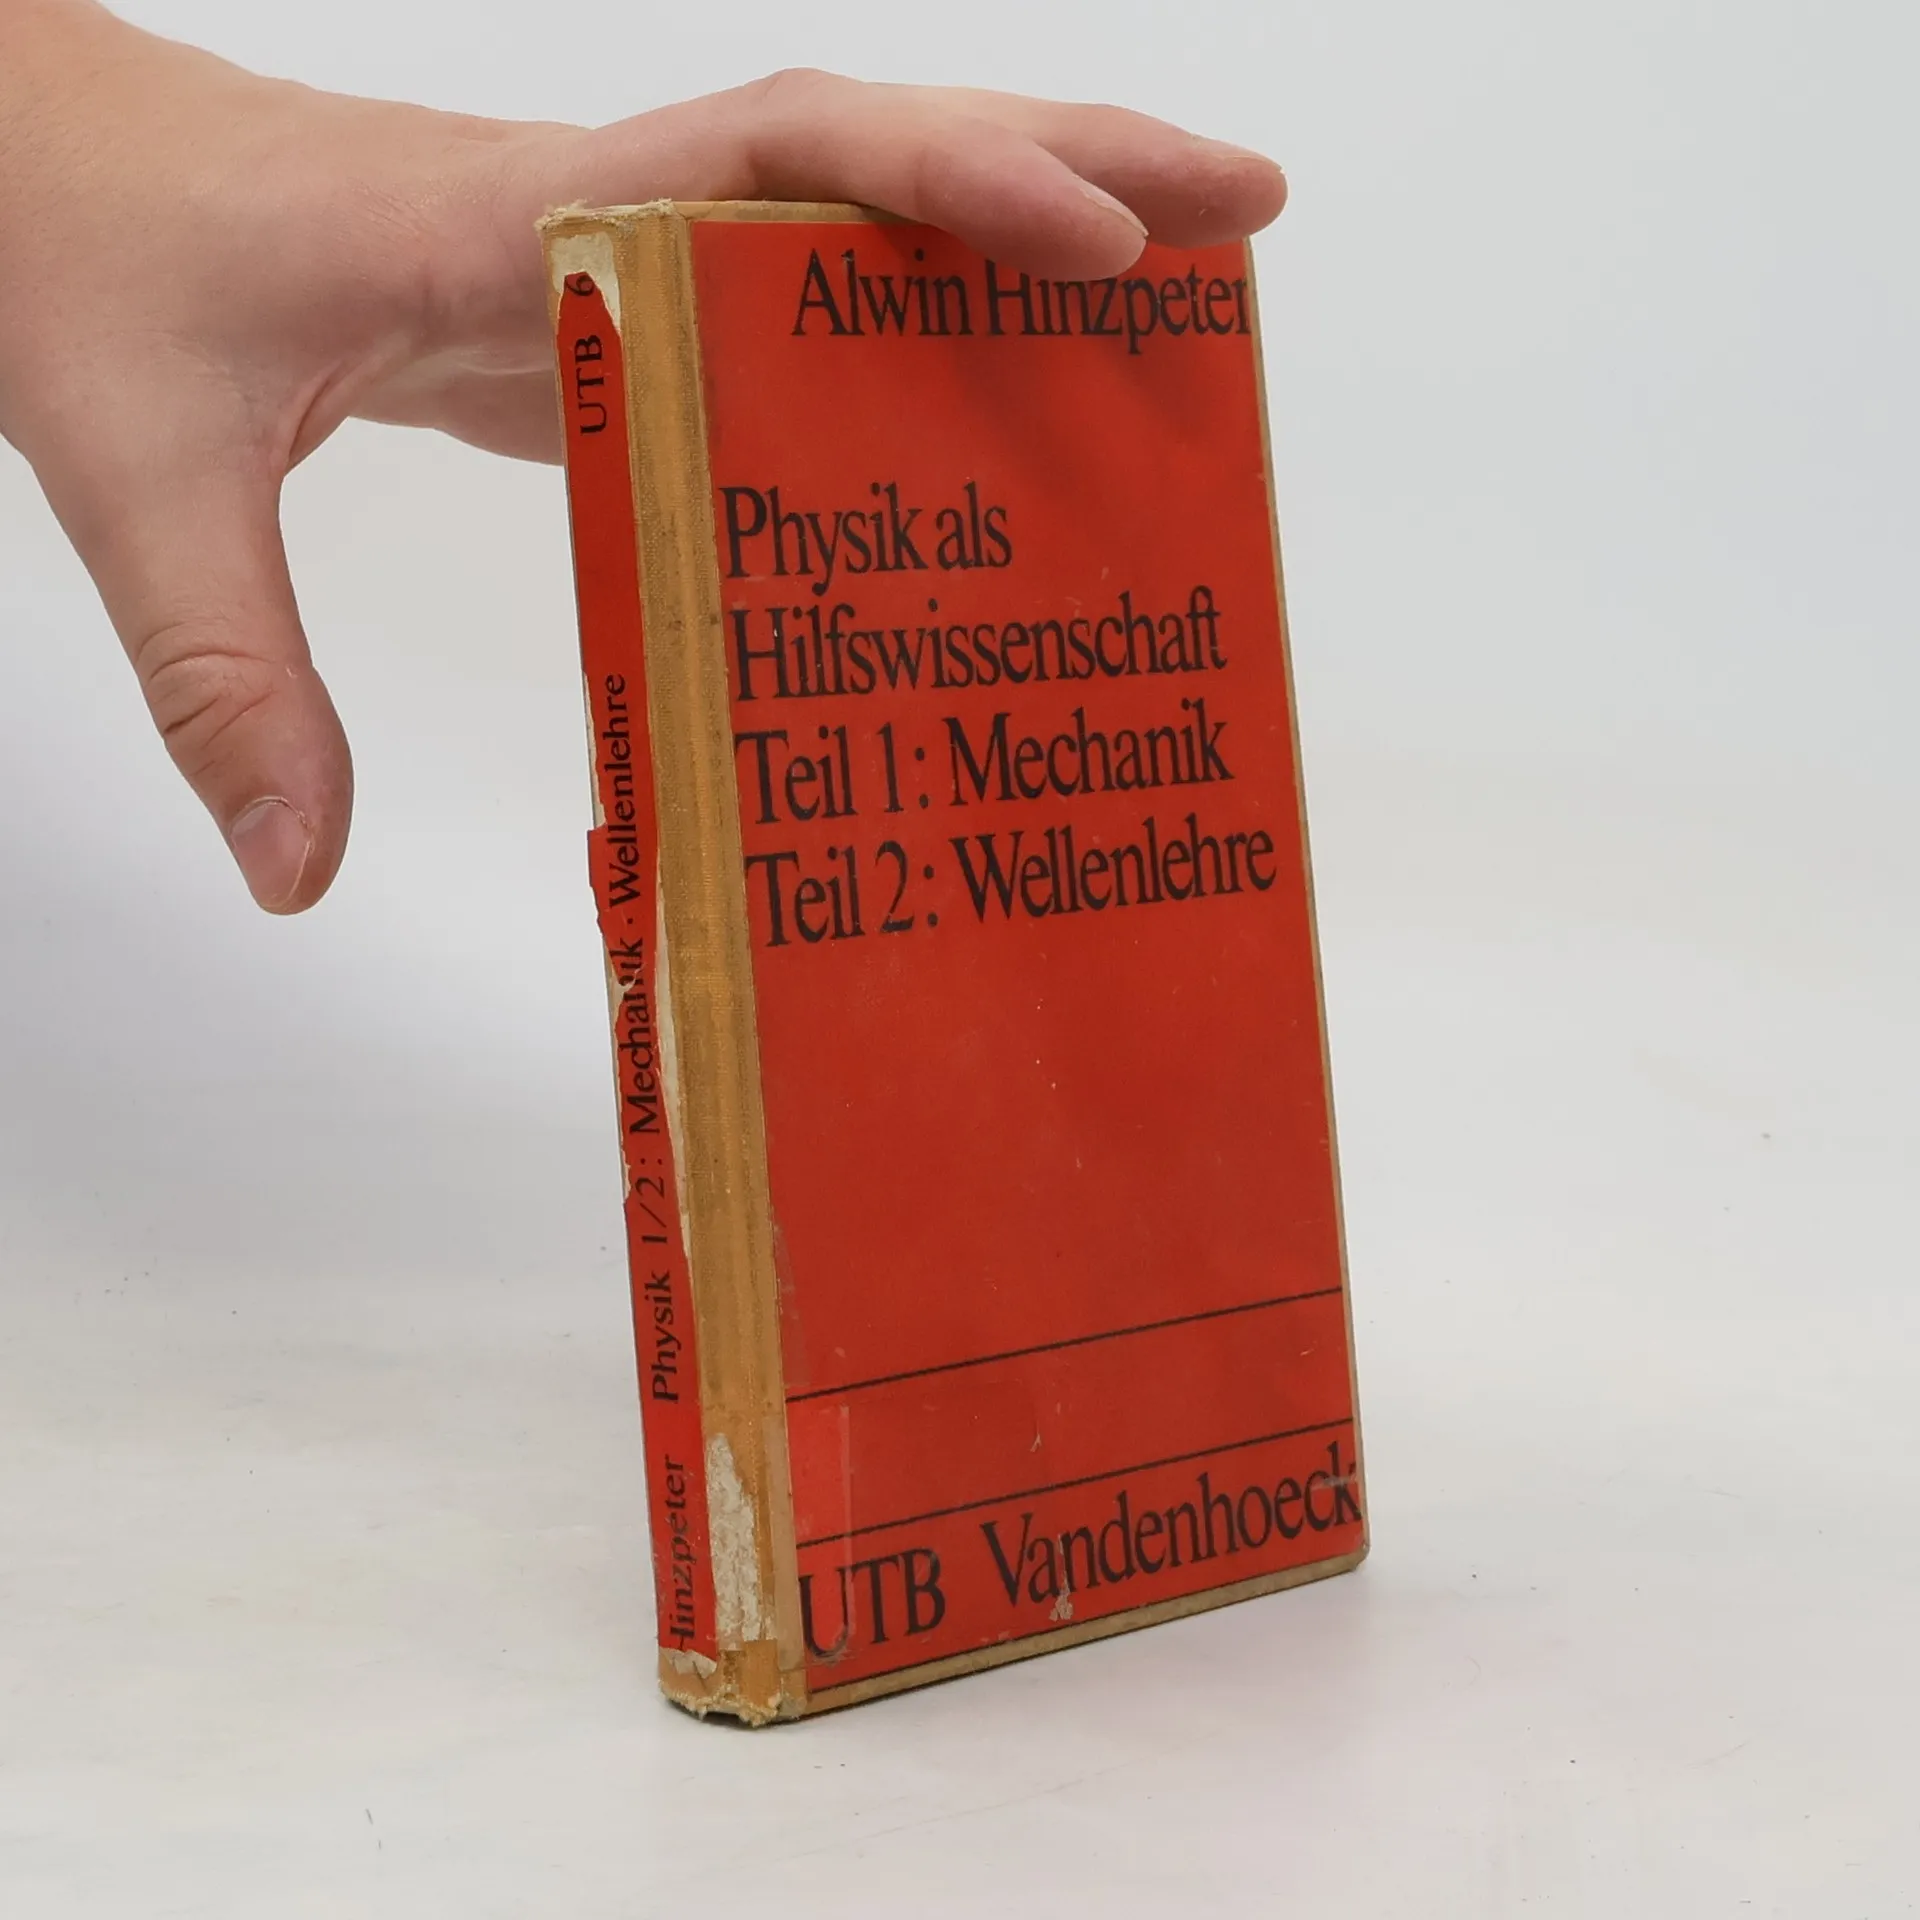 Alwin Hinzpeter
Physik als
Hilfswissenschaft
Teil 1: Mechanik
Teil 2: Wellenlehre
UTB Vandenhoeck
Hinzpeter Physik 1/2: Mechanik · Wellenlehre UTB 6